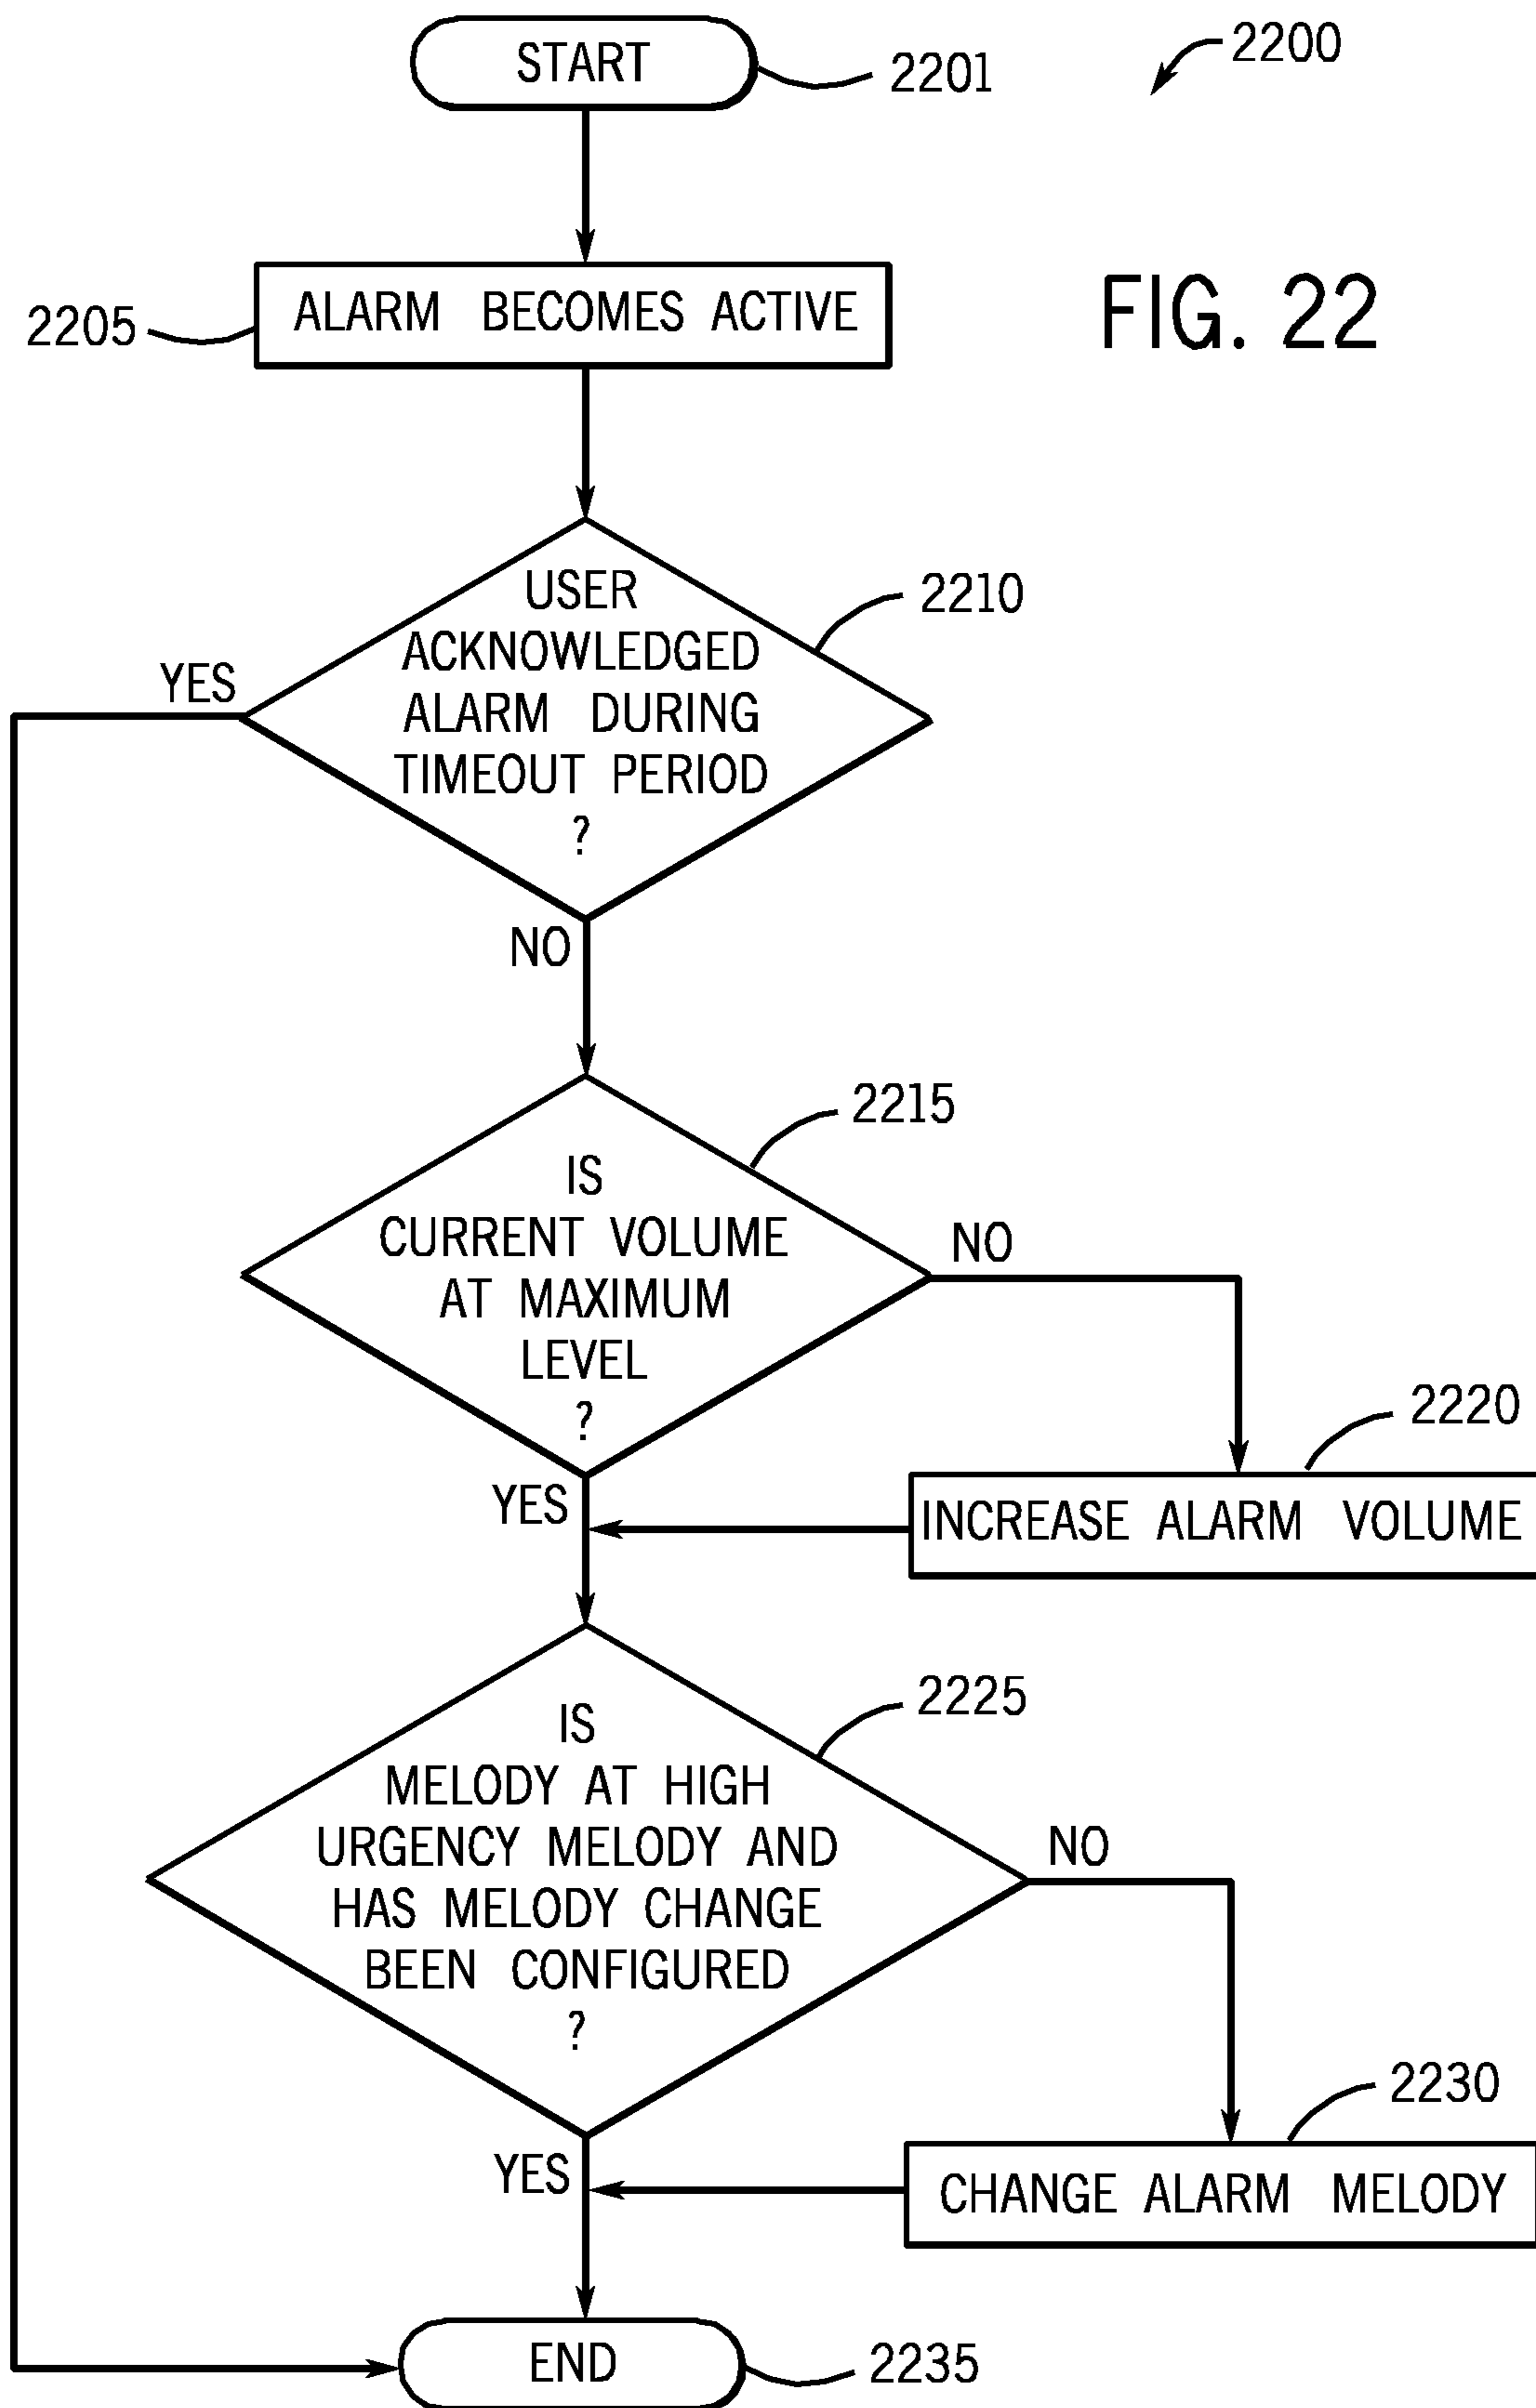 START
2201
2200
2205
ALARM BECOMES ACTIVE
FIG. 22
USER
ACKNOWLEDGED
ALARM DURING
TIMEOUT PERIOD
?
2210
YES
NO
2215
IS
CURRENT VOLUME
AT MAXIMUM
LEVEL
?
NO
2220
YES
INCREASE ALARM VOLUME
2225
IS
MELODY AT HIGH
URGENCY MELODY AND
HAS MELODY CHANGE
BEEN CONFIGURED
?
NO
2230
YES
CHANGE ALARM MELODY
END
2235